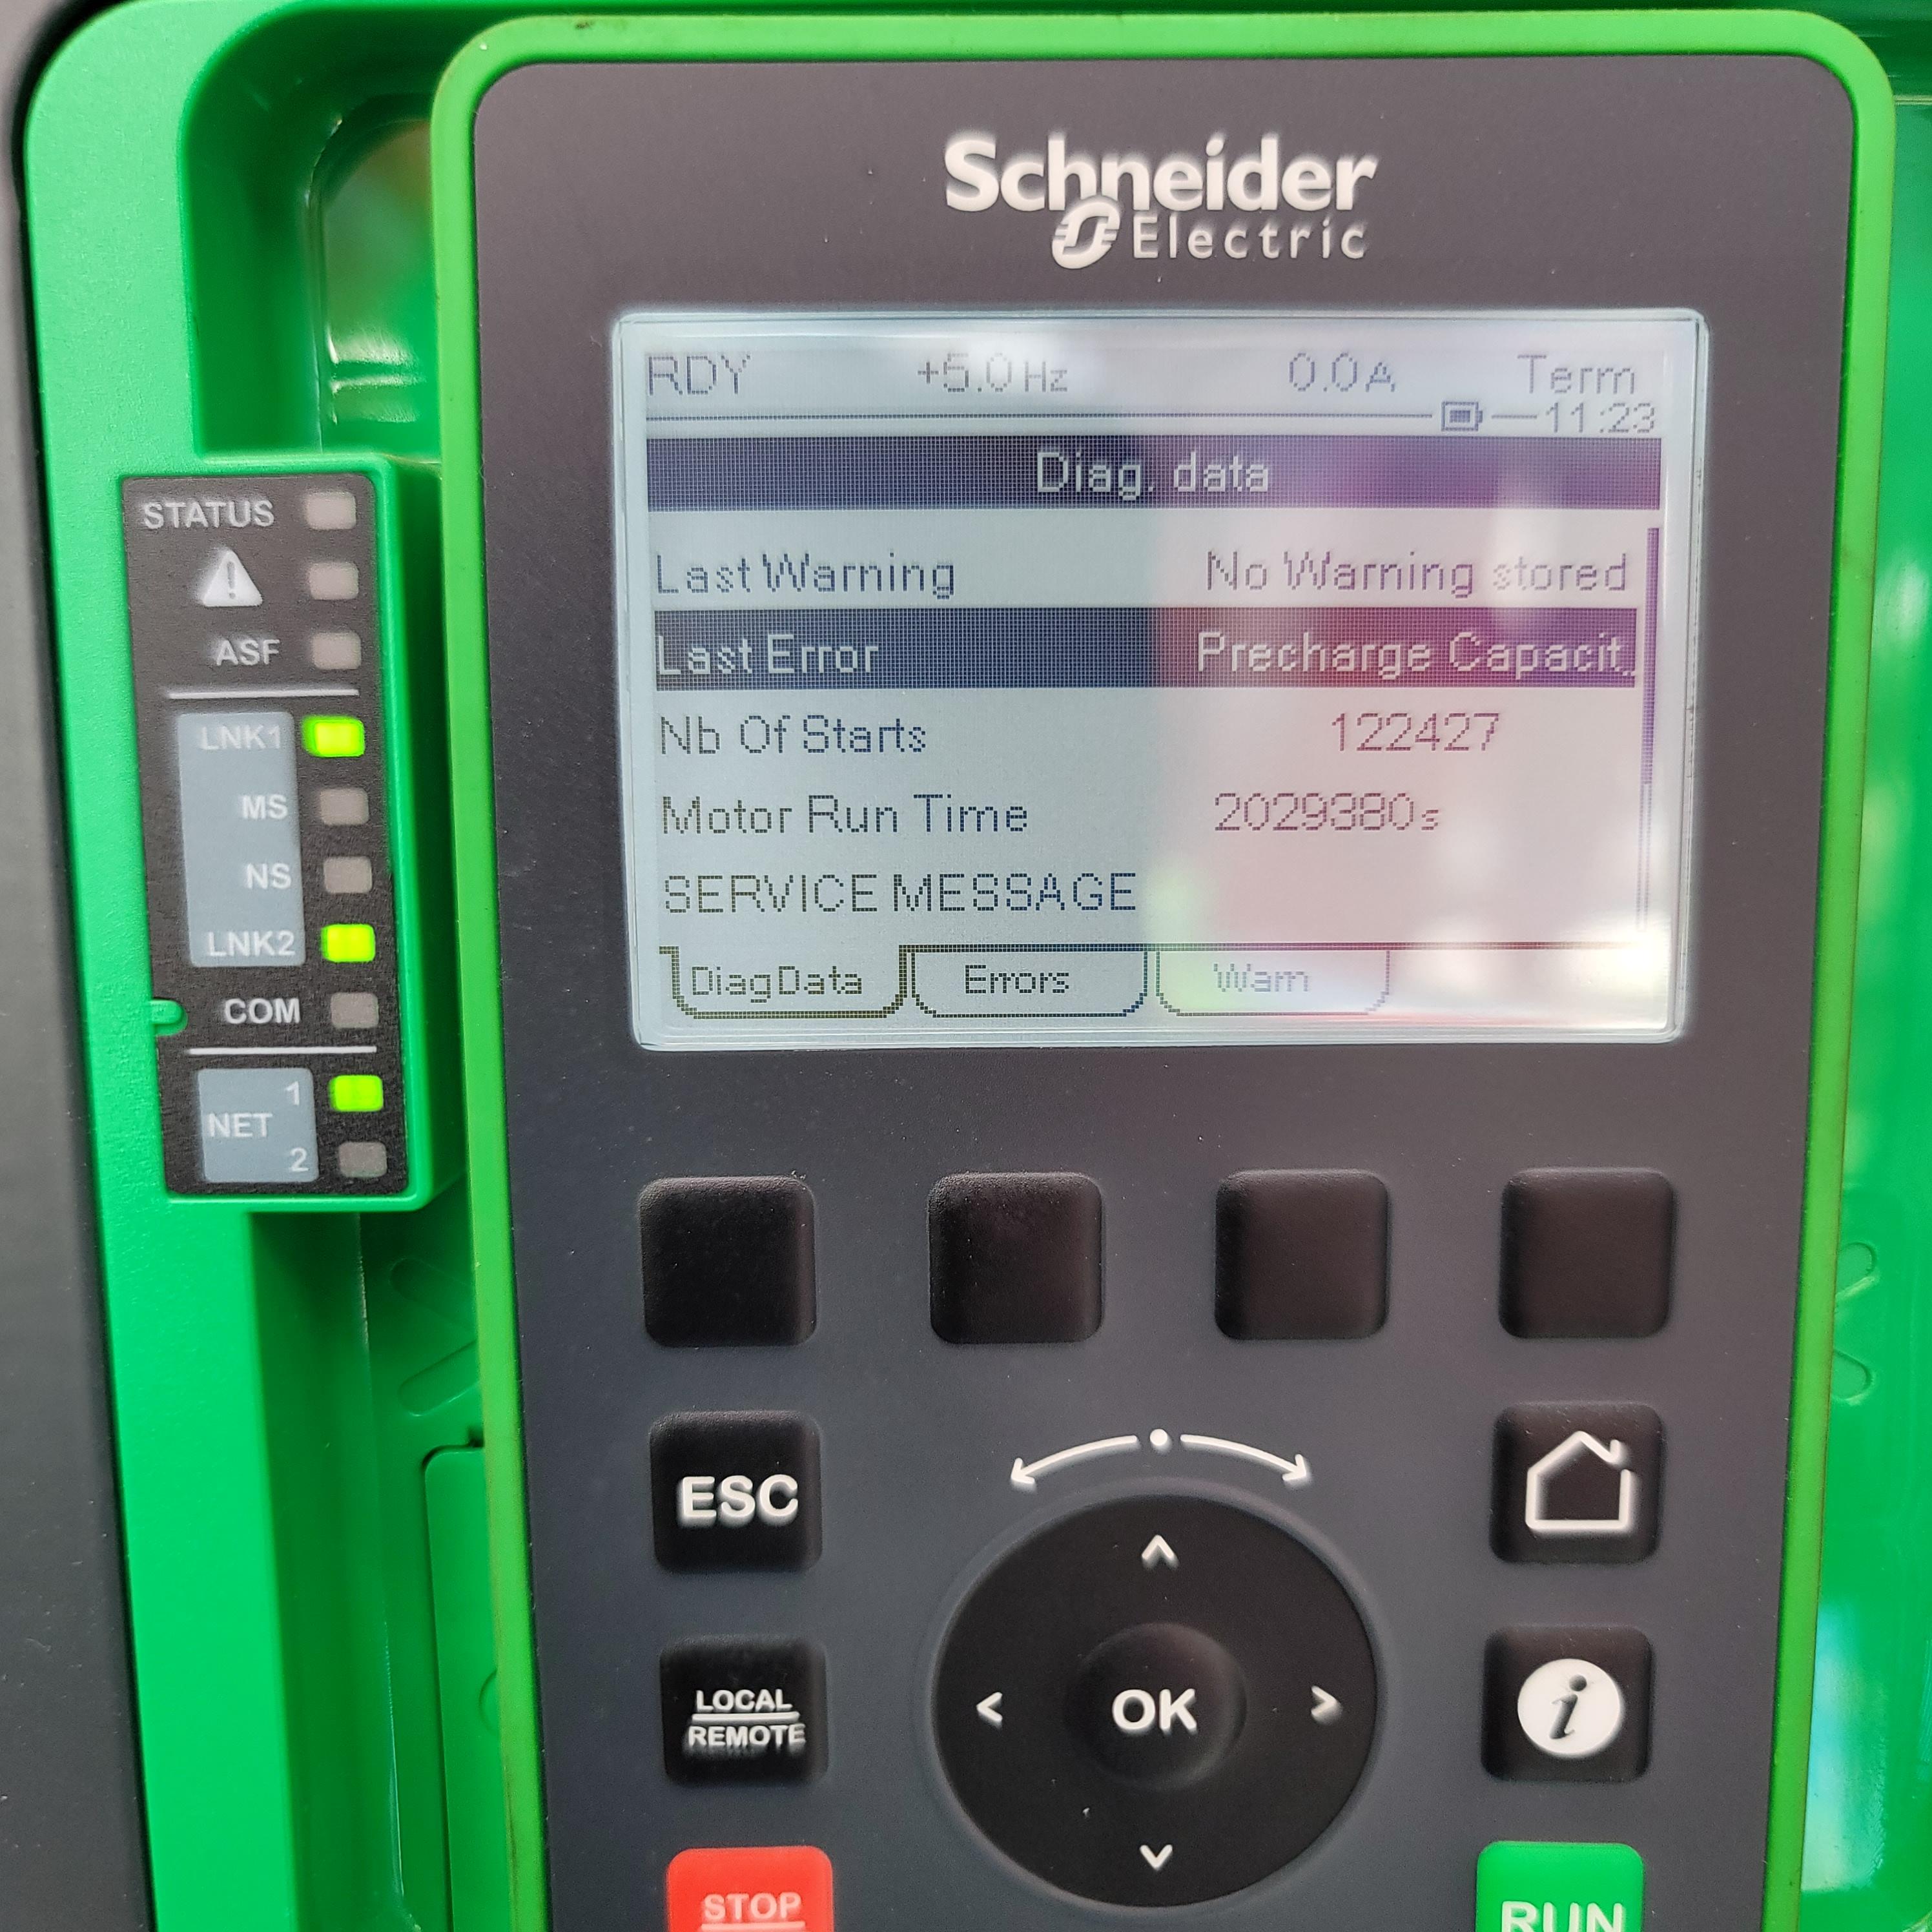 Schneider
Electric
RDY +5.0Hz 0.0A Term
11:23
Diag. data
Last Warning No Warning stored
Last Error Precharge Capacit..
Nb Of Starts 122427
Motor Run Time 2029380s
SERVICE MESSAGE
DiagData Errors Warn
STATUS
ASF
LNK1
MS
NS
LNK2
COM
1
NET
2
ESC
LOCAL
REMOTE
OK
i
STOP
RUN